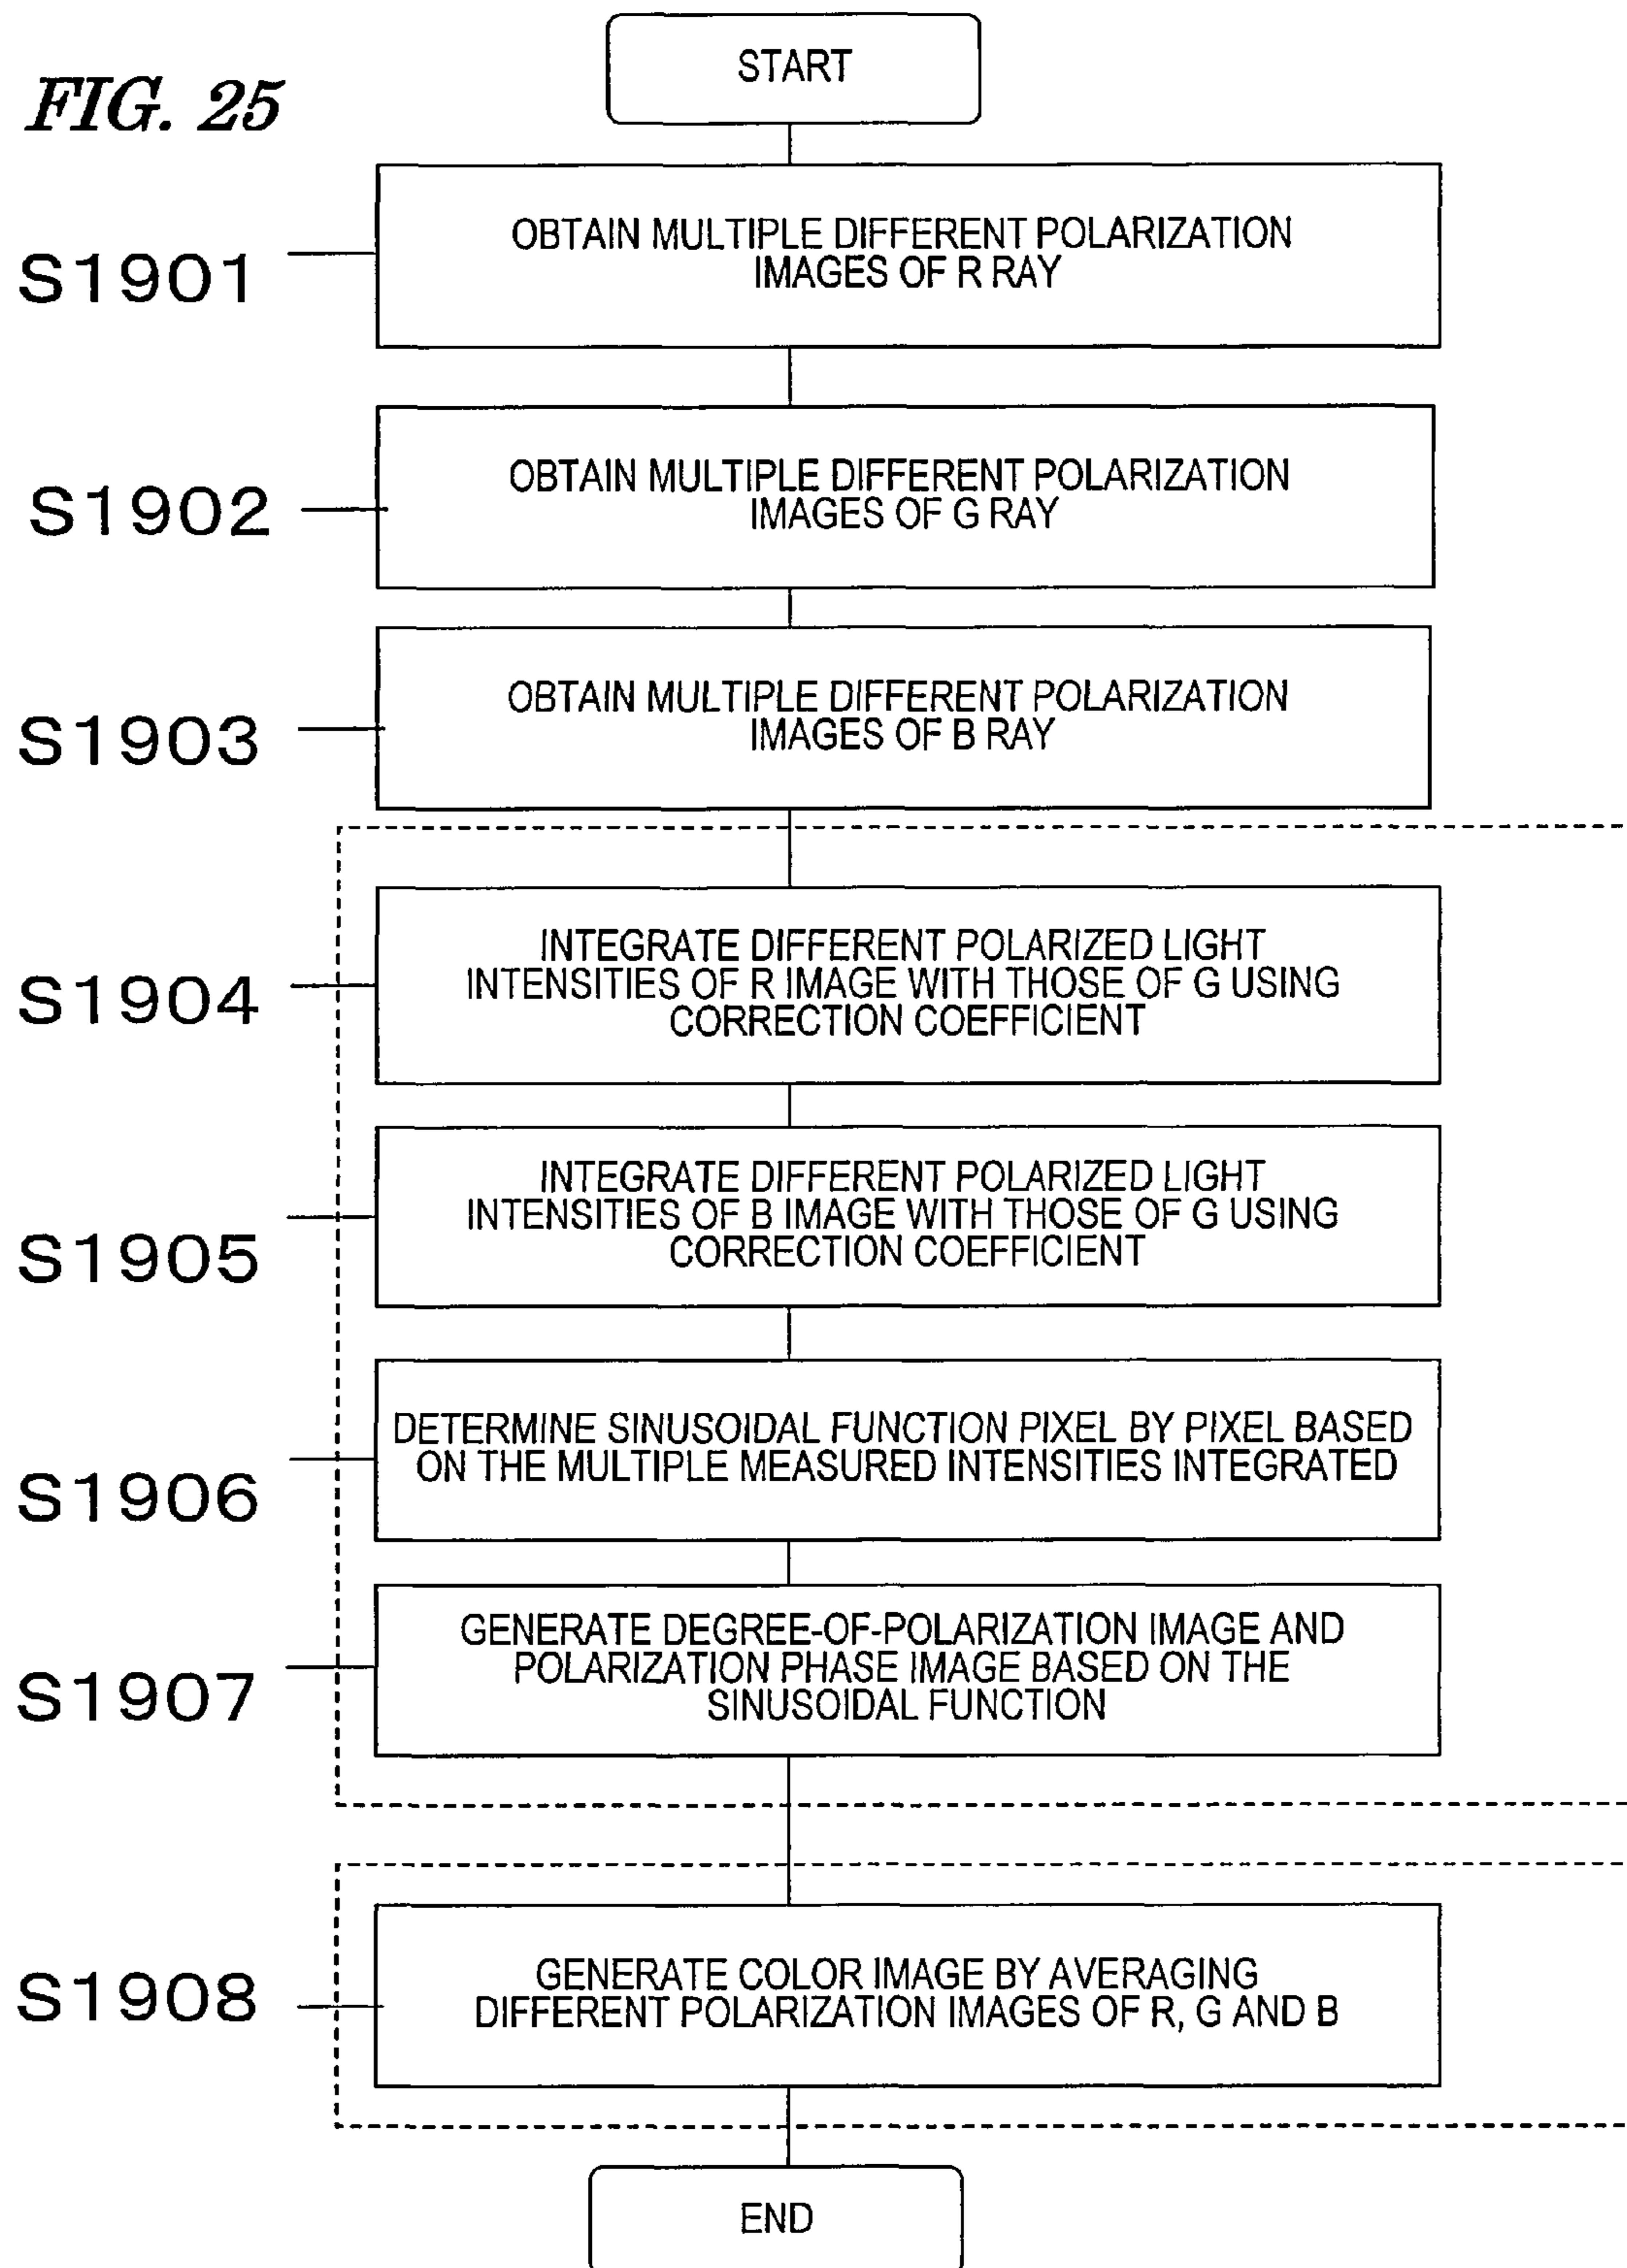 FIG. 25
START
S1901
OBTAIN MULTIPLE DIFFERENT POLARIZATION
IMAGES OF R RAY
S1902
OBTAIN MULTIPLE DIFFERENT POLARIZATION
IMAGES OF G RAY
S1903
OBTAIN MULTIPLE DIFFERENT POLARIZATION
IMAGES OF B RAY
S1904
INTEGRATE DIFFERENT POLARIZED LIGHT
INTENSITIES OF R IMAGE WITH THOSE OF G USING
CORRECTION COEFFICIENT
S1905
INTEGRATE DIFFERENT POLARIZED LIGHT
INTENSITIES OF B IMAGE WITH THOSE OF G USING
CORRECTION COEFFICIENT
S1906
DETERMINE SINUSOIDAL FUNCTION PIXEL BY PIXEL BASED
ON THE MULTIPLE MEASURED INTENSITIES INTEGRATED
S1907
GENERATE DEGREE-OF-POLARIZATION IMAGE AND
POLARIZATION PHASE IMAGE BASED ON THE
SINUSOIDAL FUNCTION
S1908
GENERATE COLOR IMAGE BY AVERAGING
DIFFERENT POLARIZATION IMAGES OF R, G AND B
END